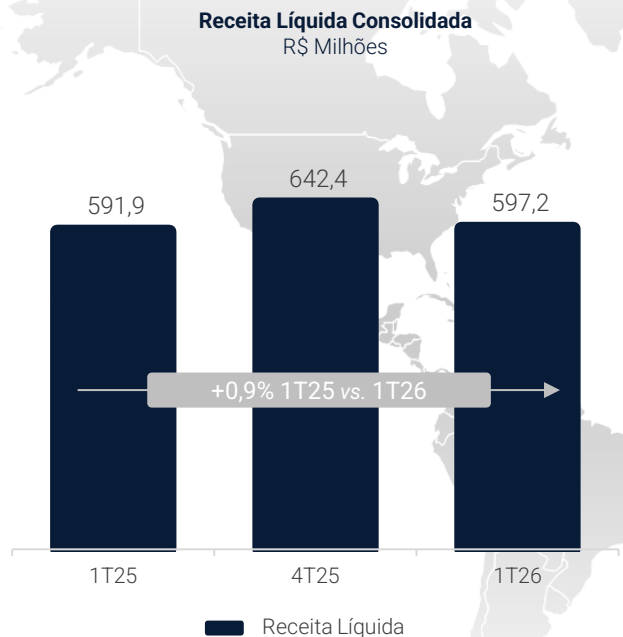 Receita Líquida Consolidada
R$ Milhões
591,9
642,4
597,2
+0,9% 1T25 vs. 1T26
1T25
4T25
1T26
Receita Líquida